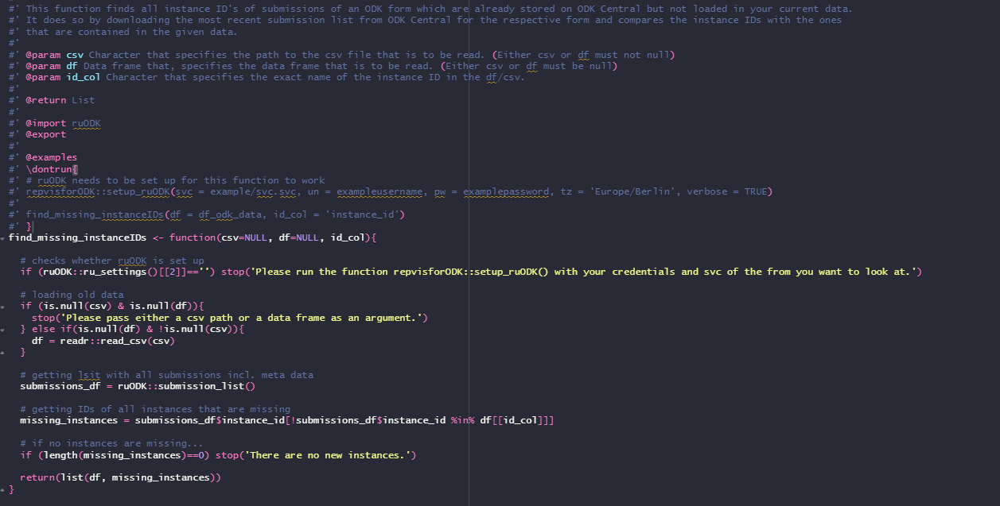 #' This function finds all instance ID's of submissions of an ODK form which are already stored on ODK Central but not loaded in your current data.
#' It does so by downloading the most recent submission list from ODK Central for the respective form and compares the instance IDs with the ones
#' that are contained in the given data.
#'
#' @param csv Character that specifies the path to the csv file that is to be read. (Either csv or df must not null)
#' @param df Data frame that, specifies the data frame that is to be read. (Either csv or df must be null)
#' @param id_col Character that specifies the exact name of the instance ID in the df/csv.
#'
#' @return List
#'
#' @import ruODK
#' @export
#'
#' @examples
#' \dontrun{
#' # ruODK needs to be set up for this function to work
#' repvisforODK::setup_ruODK(svc = example/svc.svc, un = exampleusername, pw = examplepassword, tz = 'Europe/Berlin', verbose = TRUE)
#'
#' find_missing_instanceIDs(df = df_odk_data, id_col = 'instance_id')
#' }
find_missing_instanceIDs <- function(csv=NULL, df=NULL, id_col){
# checks whether ruODK is set up
if (ruODK::ru_settings()[[2]]=='') stop('Please run the function repvisforODK::setup_ruODK() with your credentials and svc of the from you want to look at.')
# loading old data
if (is.null(csv) & is.null(df)){
stop('Please pass either a csv path or a data frame as an argument.')
} else if(is.null(df) & !is.null(csv)){
df = readr::read_csv(csv)
}
# getting lsit with all submissions incl. meta data
submissions_df = ruODK::submission_list()
# getting IDs of all instances that are missing
missing_instances = submissions_df$instance_id[!submissions_df$instance_id %in% df[[id_col]]]
# if no instances are missing...
if (length(missing_instances)==0) stop('There are no new instances.')
return(list(df, missing_instances))
}